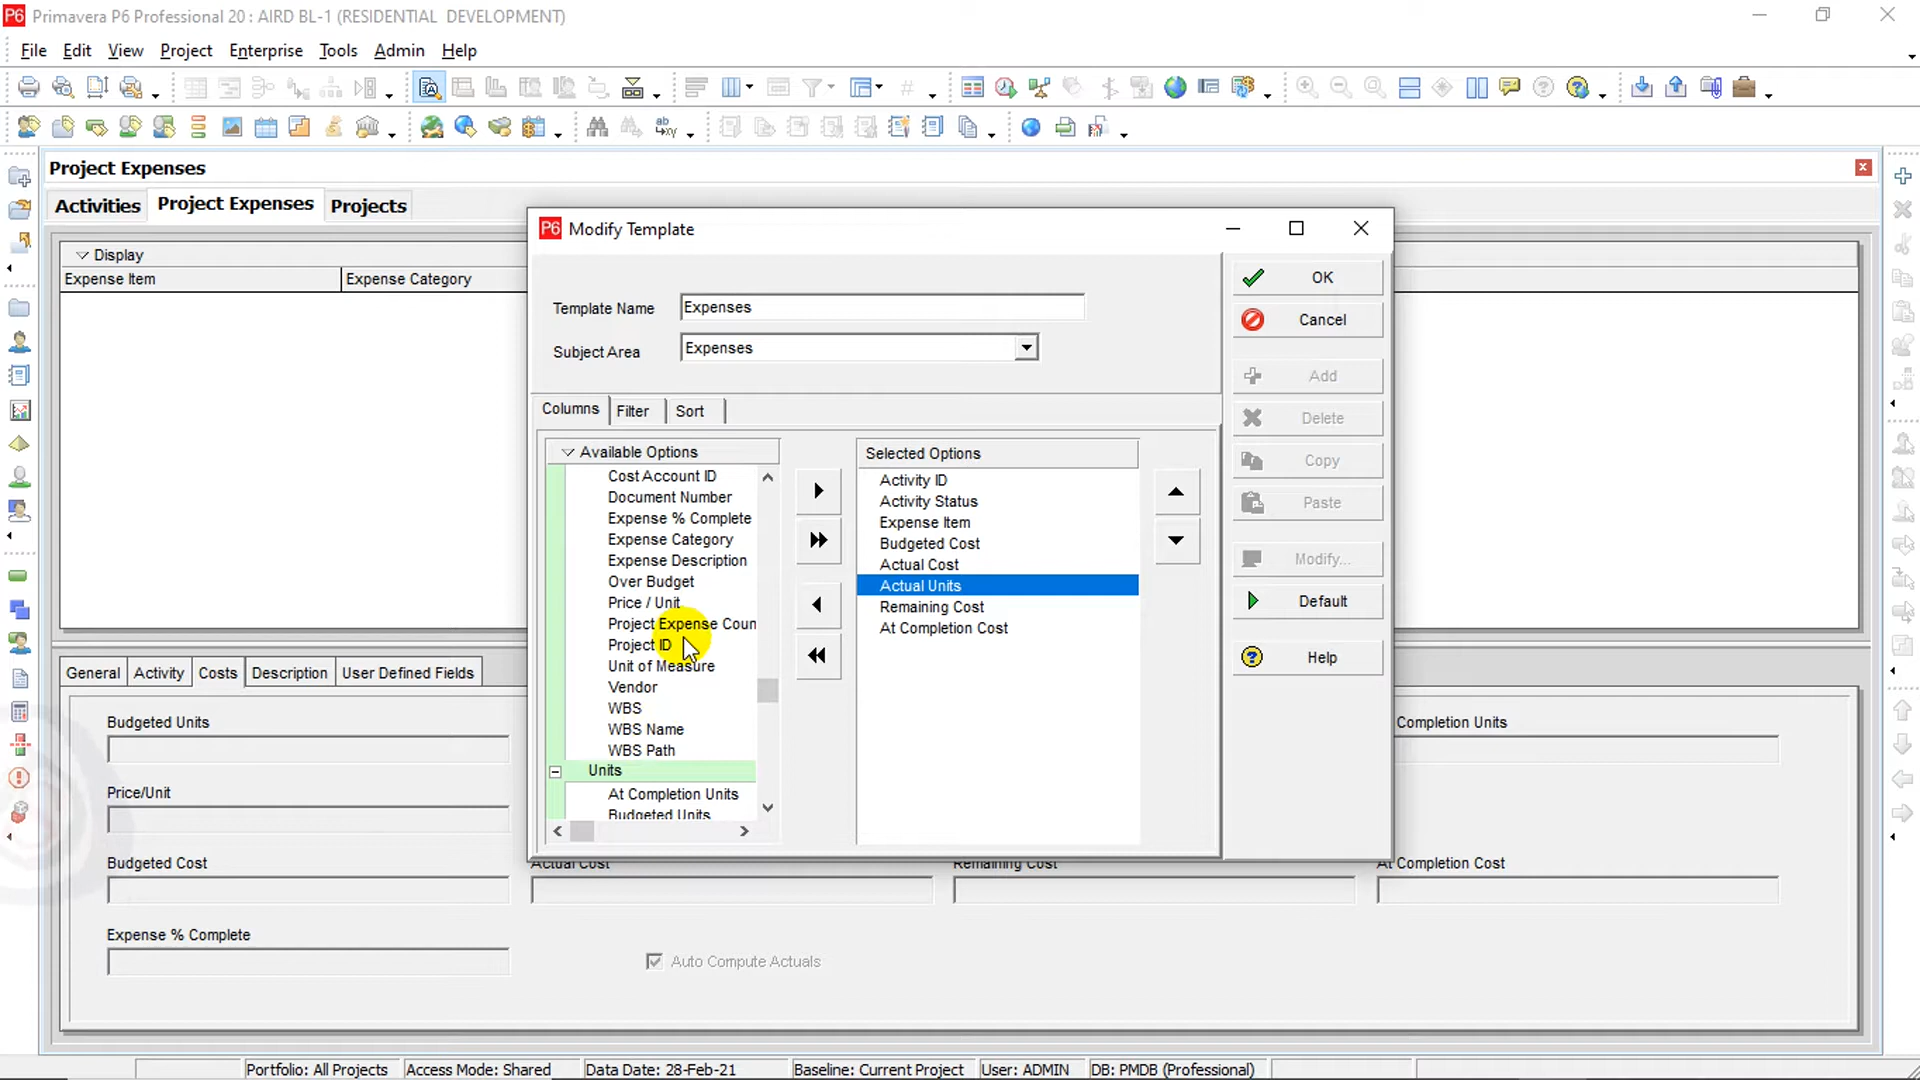 P6 Primavera P6 Professional 20 : AIRD BL-1 (RESIDENTIAL DEVELOPMENT)
File Edit View Project Enterprise Tools Admin Help
Project Expenses
Activities Project Expenses Projects
Display
Expense Item Expense Category
P6 Modify Template
Template Name Expenses
Subject Area Expenses
Columns Filter Sort
Available Options
Cost Account ID
Document Number
Expense % Complete
Expense Category
Expense Description
Over Budget
Price / Unit
Project Expense Coun
Project ID
Unit of Measure
Vendor
WBS
WBS Name
WBS Path
Units
At Completion Units
Budgeted Units
Selected Options
Activity ID
Activity Status
Expense Item
Budgeted Cost
Actual Cost
Actual Units
Remaining Cost
At Completion Cost
OK
Cancel
Add
Delete
Copy
Paste
Modify...
Default
Help
General Activity Costs Description User Defined Fields
Budgeted Units Completion Units
Price/Unit
Budgeted Cost Actual Cost Remaining Cost At Completion Cost
Expense % Complete
Auto Compute Actuals
Portfolio: All Projects Access Mode: Shared Data Date: 28-Feb-21 Baseline: Current Project User: ADMIN DB: PMDB (Professional)